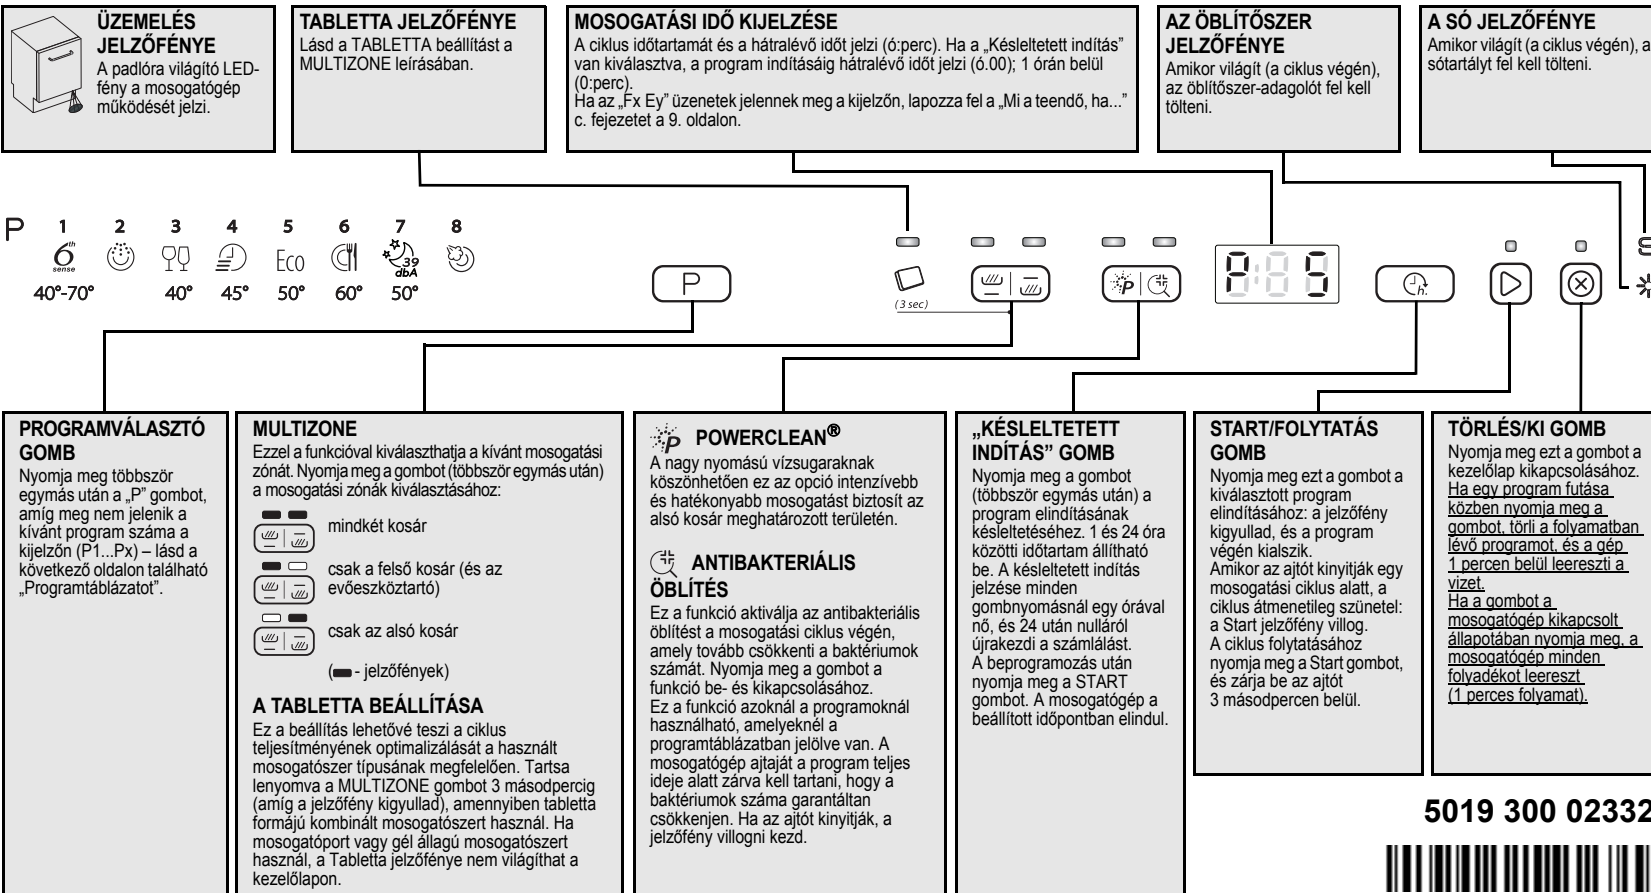 ÜZEMELÉS
JELZŐFÉNYE
A padlóra világító LED-
fény a mosogatógép
működését jelzi.
TABLETTA JELZŐFÉNYE
Lásd a TABLETTA beállítást a
MULTIZONE leírásában.
MOSOGATÁSI IDŐ KIJELZÉSE
A ciklus időtartamát és a hátralévő időt jelzi (ó:perc). Ha a „Késleltetett indítás”
van kiválasztva, a program indításáig hátralévő időt jelzi (ó.00); 1 órán belül
(0:perc).
Ha az „Fx Ey” üzenetek jelennek meg a kijelzőn, lapozza fel a „Mi a teendő, ha...”
c. fejezetet a 9. oldalon.
AZ ÖBLÍTŐSZER
JELZŐFÉNYE
Amikor világít (a ciklus végén),
az öblítőszer-adagolót fel kell
tölteni.
A SÓ JELZŐFÉNYE
Amikor világít (a ciklus végén), a
sótartályt fel kell tölteni.
P 1 2 3 4 5 6 7 8
6th sense Eco 39 dbA
40°-70° 40° 45° 50° 60° 50°
P
(3 sec)
P
P 5
h.
S
PROGRAMVÁLASZTÓ
GOMB
Nyomja meg többször
egymás után a „P” gombot,
amíg meg nem jelenik a
kívánt program száma a
kijelzőn (P1...Px) – lásd a
következő oldalon található
„Programtáblázatot”.
MULTIZONE
Ezzel a funkcióval kiválaszthatja a kívánt mosogatási
zónát. Nyomja meg a gombot (többször egymás után)
a mosogatási zónák kiválasztásához:
mindkét kosár
csak a felső kosár (és az
evőeszköztartó)
csak az alsó kosár
( - jelzőfények)
A TABLETTA BEÁLLÍTÁSA
Ez a beállítás lehetővé teszi a ciklus
teljesítményének optimalizálását a használt
mosogatószer típusának megfelelően. Tartsa
lenyomva a MULTIZONE gombot 3 másodpercig
(amíg a jelzőfény kigyullad), amennyiben tabletta
formájú kombinált mosogatószert használ. Ha
mosogatóport vagy gél állagú mosogatószert
használ, a Tabletta jelzőfénye nem világíthat a
kezelőlapon.
P POWERCLEAN®
A nagy nyomású vízsugaraknak
köszönhetően ez az opció intenzívebb
és hatékonyabb mosogatást biztosít az
alsó kosár meghatározott területén.
ANTIBAKTERIÁLIS
ÖBLÍTÉS
Ez a funkció aktiválja az antibakteriális
öblítést a mosogatási ciklus végén,
amely tovább csökkenti a baktériumok
számát. Nyomja meg a gombot a
funkció be- és kikapcsolásához.
Ez a funkció azoknál a programoknál
használható, amelyeknél a
programtáblázatban jelölve van. A
mosogatógép ajtaját a program teljes
ideje alatt zárva kell tartani, hogy a
baktériumok száma garantáltan
csökkenjen. Ha az ajtót kinyitják, a
jelzőfény villogni kezd.
„KÉSLELTETETT
INDÍTÁS” GOMB
Nyomja meg a gombot
(többször egymás után) a
program elindításának
késleltetéséhez. 1 és 24 óra
közötti időtartam állítható
be. A késleltetett indítás
jelzése minden
gombnyomásnál egy órával
nő, és 24 után nulláról
újrakezdi a számlálást.
A beprogramozás után
nyomja meg a START
gombot. A mosogatógép a
beállított időpontban elindul.
START/FOLYTATÁS
GOMB
Nyomja meg ezt a gombot a
kiválasztott program
elindításához: a jelzőfény
kigyullad, és a program
végén kialszik.
Amikor az ajtót kinyitják egy
mosogatási ciklus alatt, a
ciklus átmenetileg szünetel:
a Start jelzőfény villog.
A ciklus folytatásához
nyomja meg a Start gombot,
és zárja be az ajtót
3 másodpercen belül.
TÖRLÉS/KI GOMB
Nyomja meg ezt a gombot a
kezelőlap kikapcsolásához.
Ha egy program futása
közben nyomja meg a
gombot, törli a folyamatban
lévő programot, és a gép
1 percen belül leereszti a
vizet.
Ha a gombot a
mosogatógép kikapcsolt
állapotában nyomja meg, a
mosogatógép minden
folyadékot leereszt
(1 perces folyamat).
5019 300 02332